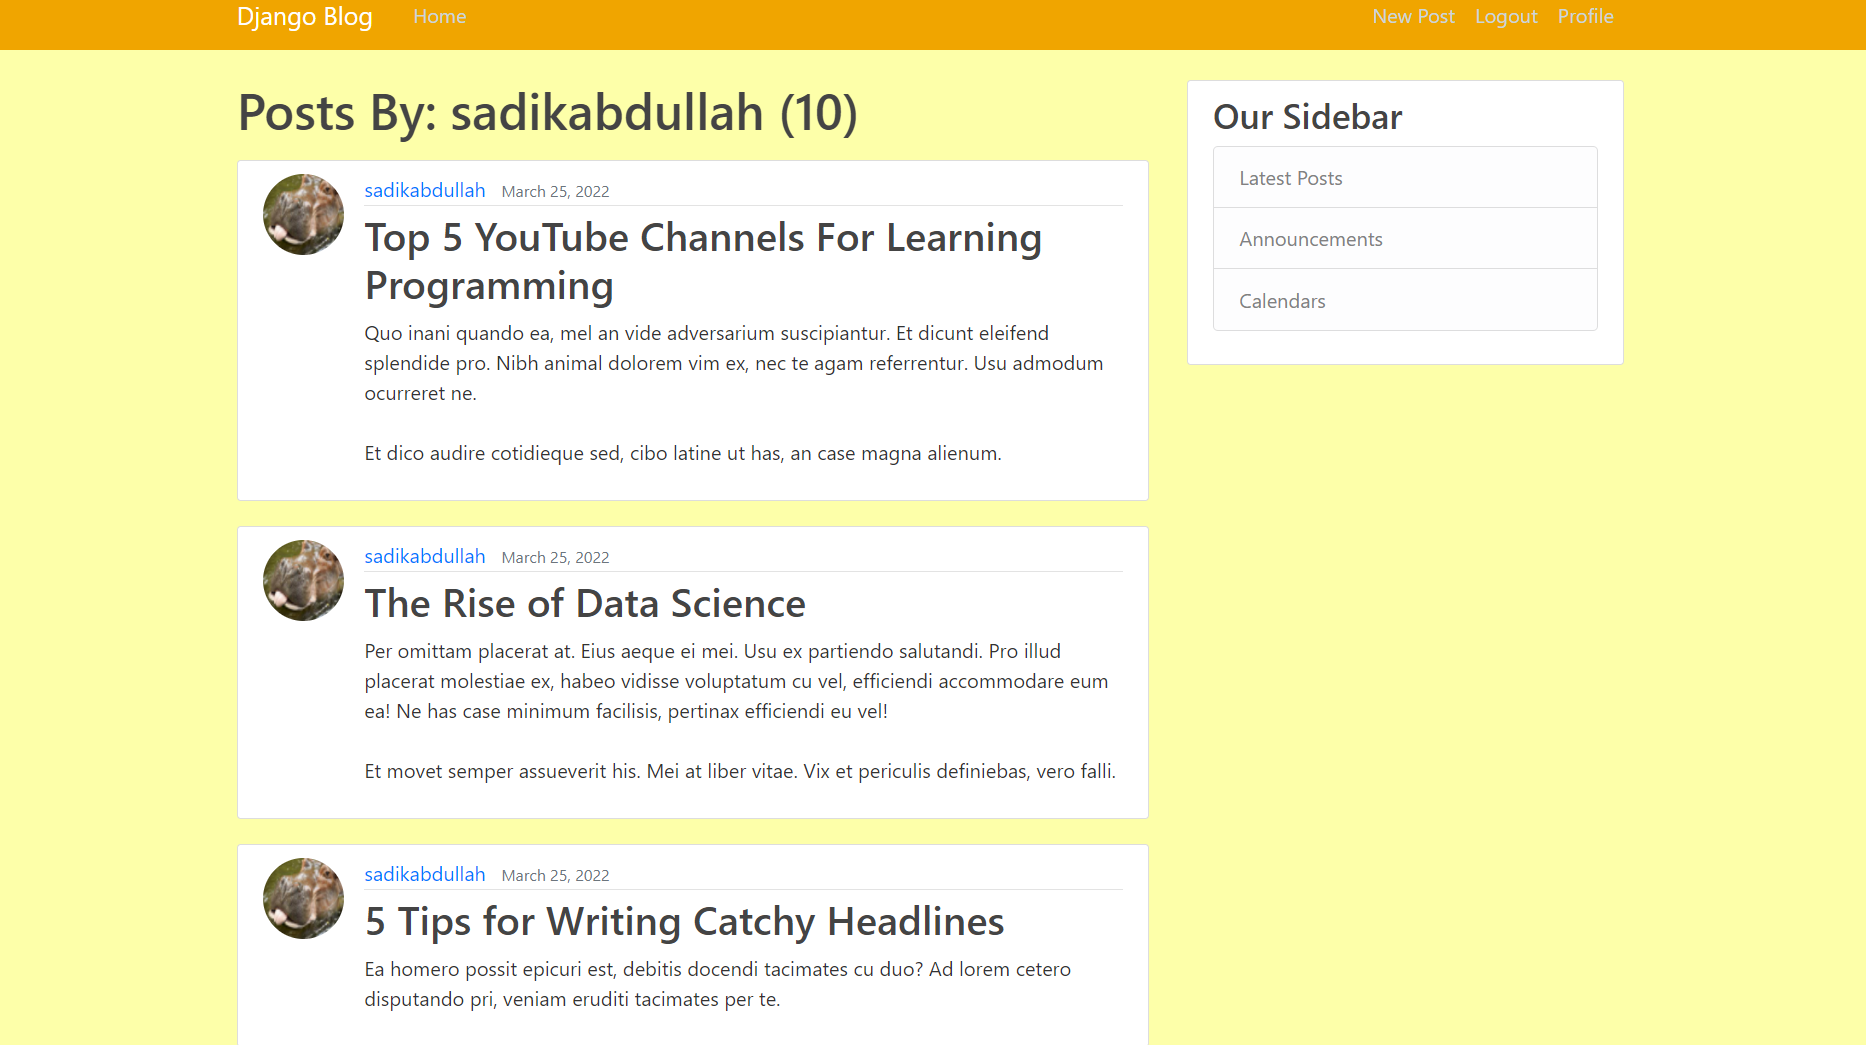 Django Blog Home New Post Logout Profile
Posts By: sadikabdullah (10)
sadikabdullah March 25, 2022
Top 5 YouTube Channels For Learning
Programming
Quo inani quando ea, mel an vide adversarium suscipiantur. Et dicunt eleifend
splendide pro. Nibh animal dolorem vim ex, nec te agam referrentur. Usu admodum
ocurreret ne.
Et dico audire cotidieque sed, cibo latine ut has, an case magna alienum.
sadikabdullah March 25, 2022
The Rise of Data Science
Per omittam placerat at. Eius aeque ei mei. Usu ex partiendo salutandi. Pro illud
placerat molestiae ex, habeo vidisse voluptatum cu vel, efficiendi accommodare eum
ea! Ne has case minimum facilisis, pertinax efficiendi eu vel!
Et movet semper assueverit his. Mei at liber vitae. Vix et periculis definiebas, vero falli.
sadikabdullah March 25, 2022
5 Tips for Writing Catchy Headlines
Ea homero possit epicuri est, debitis docendi tacimates cu duo? Ad lorem cetero
disputando pri, veniam eruditi tacimates per te.
Our Sidebar
Latest Posts
Announcements
Calendars